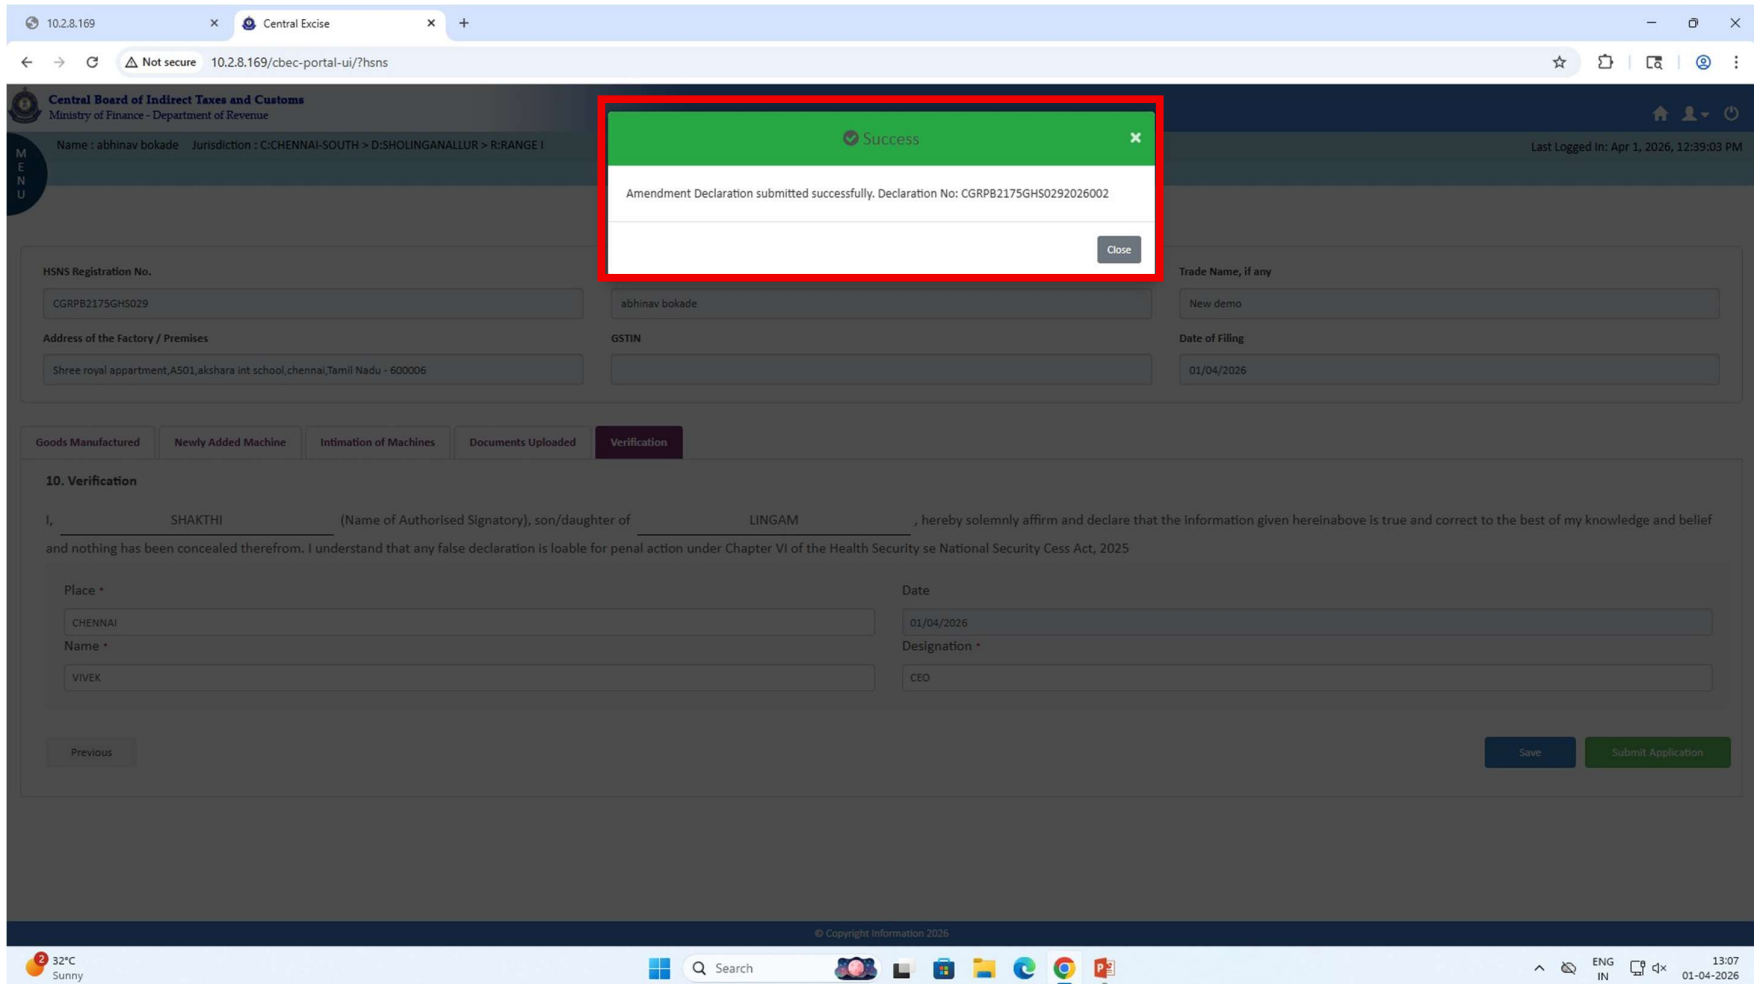 10.2.8.169
Central Excise
Not secure 10.2.8.169/cbec-portal-ui/?hsns
Central Board of Indirect Taxes and Customs
Ministry of Finance - Department of Revenue
Name : abhinav bokade Jurisdiction : C:CHENNAI-SOUTH > D:SHOLINGANALLUR > R:RANGE I
Last Logged In: Apr 1, 2026, 12:39:03 PM
MENU
Success
Amendment Declaration submitted successfully. Declaration No: CGRPB2175GHS0292026002
Close
HSNS Registration No.
Trade Name, if any
CGRPB2175GHS029
abhinav bokade
New demo
Address of the Factory / Premises
GSTIN
Date of Filing
Shree royal appartment,A501,akshara int school,chennai,Tamil Nadu - 600006
01/04/2026
Goods Manufactured Newly Added Machine Intimation of Machines Documents Uploaded Verification
10. Verification
I, SHAKTHI (Name of Authorised Signatory), son/daughter of LINGAM , hereby solemnly affirm and declare that the information given hereinabove is true and correct to the best of my knowledge and belief
and nothing has been concealed therefrom. I understand that any false declaration is loable for penal action under Chapter VI of the Health Security se National Security Cess Act, 2025
Place *
Date
CHENNAI
01/04/2026
Name *
Designation *
VIVEK
CEO
Previous
Save
Submit Application
© Copyright Information 2026
2
32°C
Sunny
Search
ENG
IN
13:07
01-04-2026